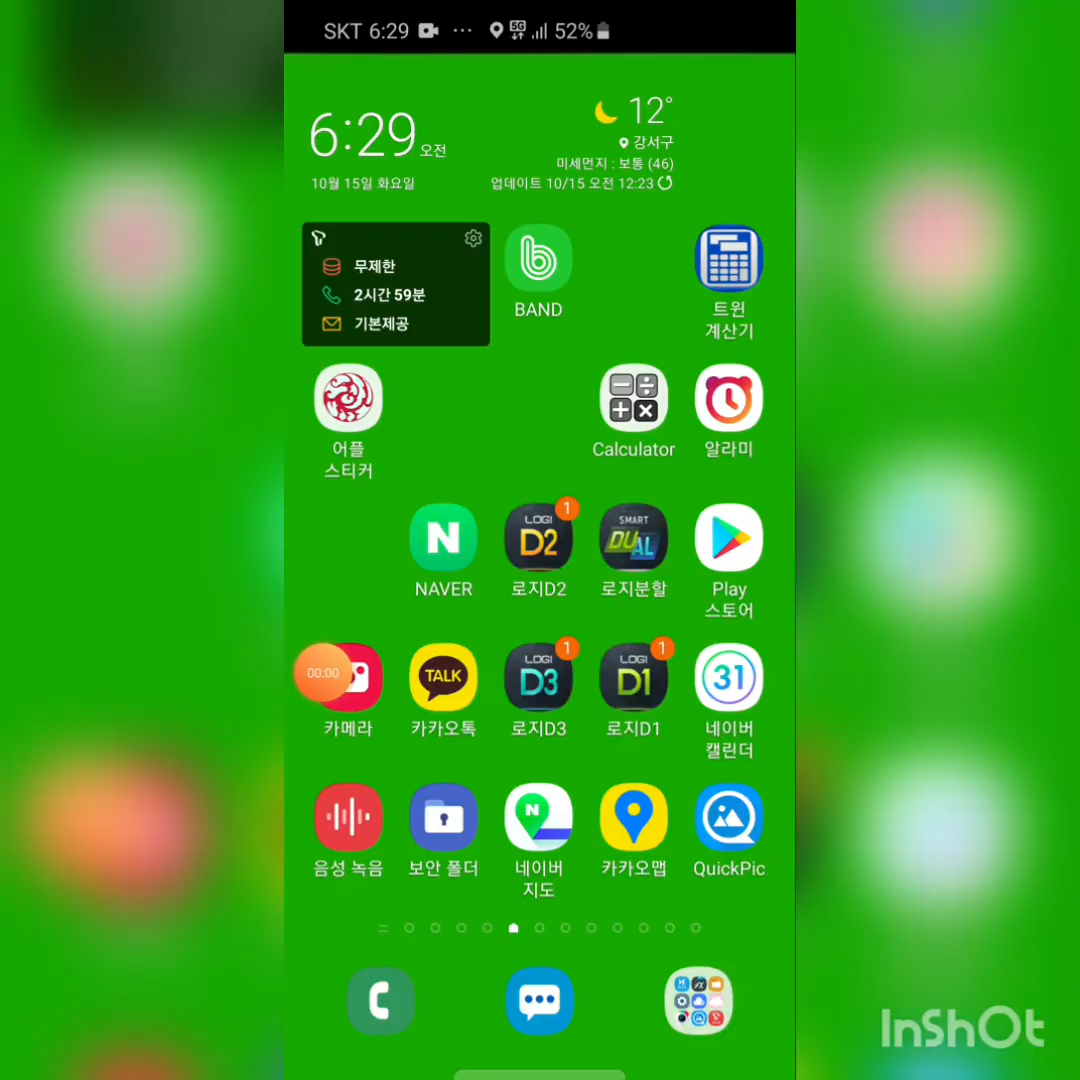 SKT 6:29 ··· 5G 52%
6:29 오전
12°
강서구
미세먼지 : 보통 (46)
10월 15일 화요일
업데이트 10/15 오전 12:23
무제한
2시간 59분
기본제공
BAND
트윈
계산기
어플
스티커
Calculator
알라미
N
LOGI
D2
1
SMART
DUAL
NAVER
로지D2
로지분할
Play
스토어
00:00
TALK
LOGI
D3
1
LOGI
D1
1
31
카메라
카카오톡
로지D3
로지D1
네이버
캘린더
N
음성 녹음
보안 폴더
네이버
지도
카카오맵
QuickPic
InShOt